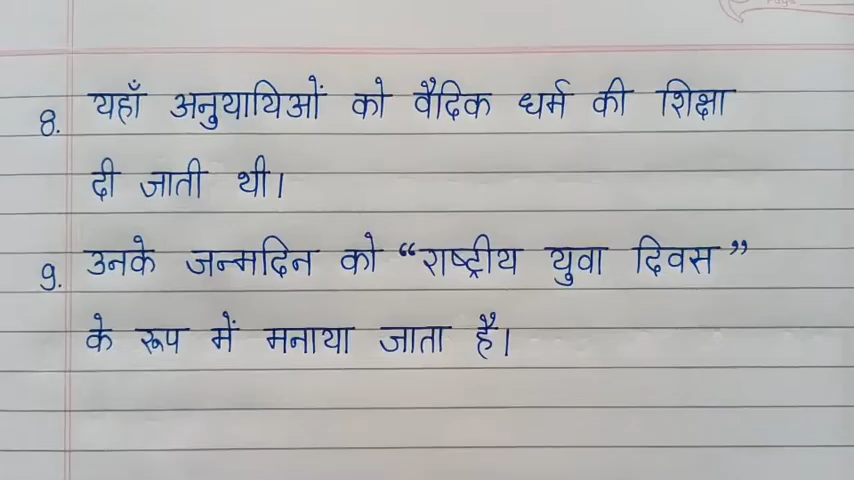 8. यहाँ अनुयायिओं को वैदिक धर्म की शिक्षा
दी जाती थी।
9. उनके जन्मदिन को “राष्ट्रीय युवा दिवस”
के रूप में मनाया जाता है।